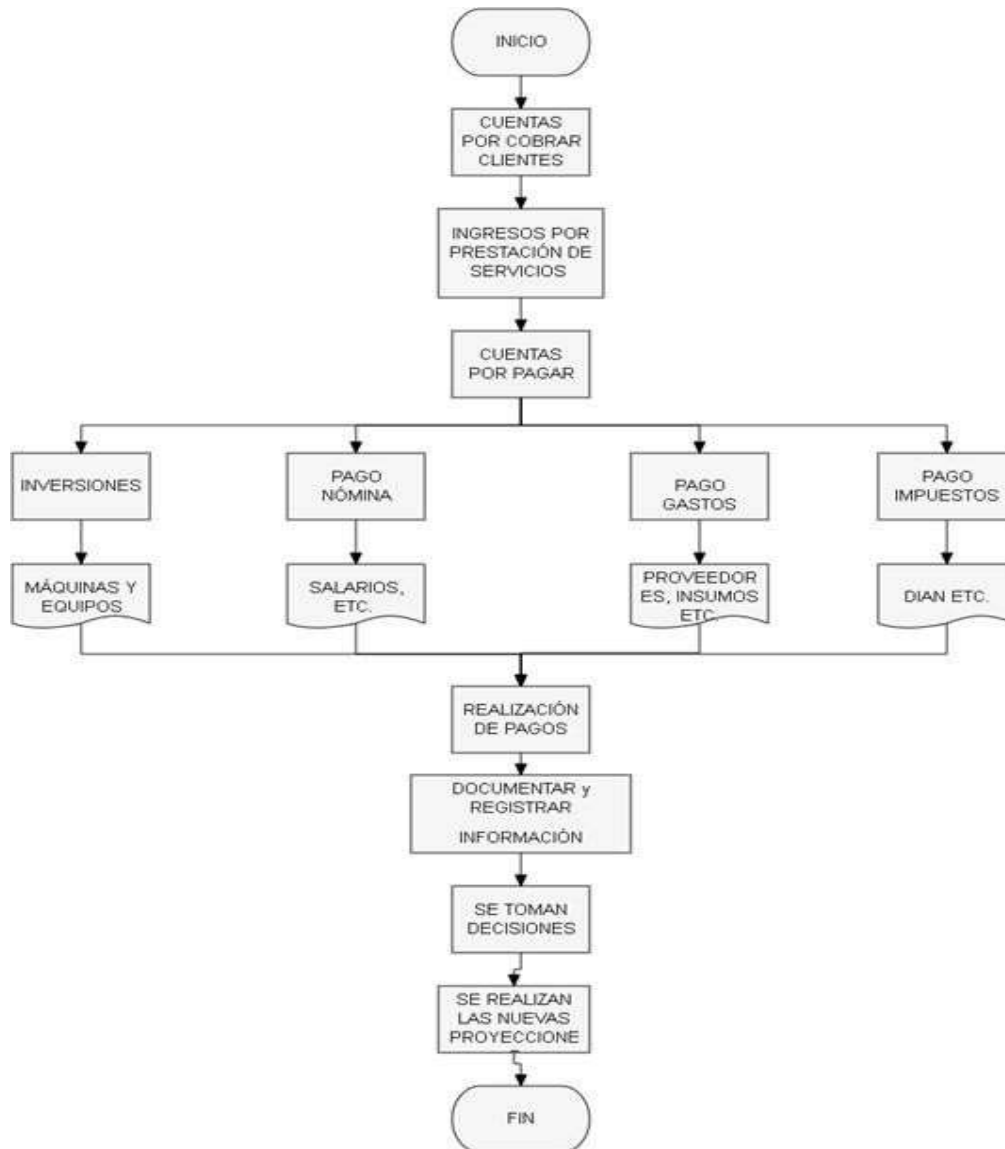 INICIO
CUENTAS
POR COBRAR
CLIENTES
INGRESOS POR
PRESTACIÓN DE
SERVICIOS
CUENTAS
POR PAGAR
INVERSIONES
PAGO
NÓMINA
PAGO
GASTOS
PAGO
IMPUESTOS
MÁQUINAS Y
EQUIPOS
SALARIOS,
ETC.
PROVEEDOR
ES, INSUMOS
ETC.
DIAN ETC.
REALIZACIÓN
DE PAGOS
DOCUMENTAR y
REGISTRAR
INFORMACIÓN
SE TOMAN
DECISIONES
SE REALIZAN
LAS NUEVAS
PROYECCIONE
FIN